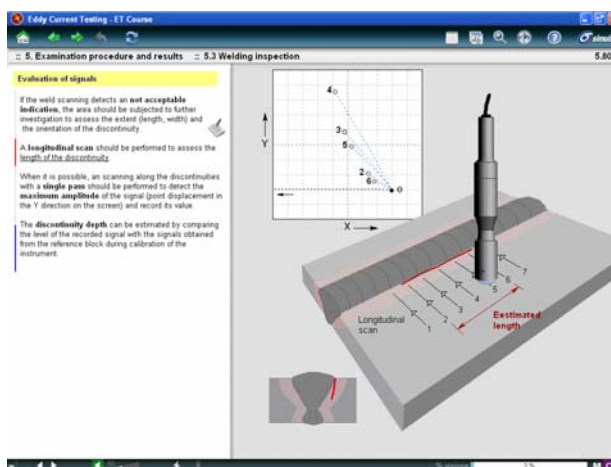 Eddy Current Testing - ET Course
:: 5. Examination procedure and results :: 5.3 Welding inspection 5.80
Evaluation of signals
If the weld scanning detects an not acceptable
indication, the area should be subjected to further
investigation to assess the extent (length, width) and
the orientation of the discontinuity.
A longitudinal scan should be performed to assess the
length of the discontinuity.
When it is possible, an scanning along the discontinuities
with a single pass should be performed to detect the
maximum amplitude of the signal (point displacement in
the Y direction on the screen) and record its value.
The discontinuity depth can be estimated by comparing
the level of the recorded signal with the signals obtained
from the reference block during calibration of the
instrument.
4
3
5
2
6
0
Y
X
7
6
5
4
3
2
1
Longitudinal
scan
Eestimated
length